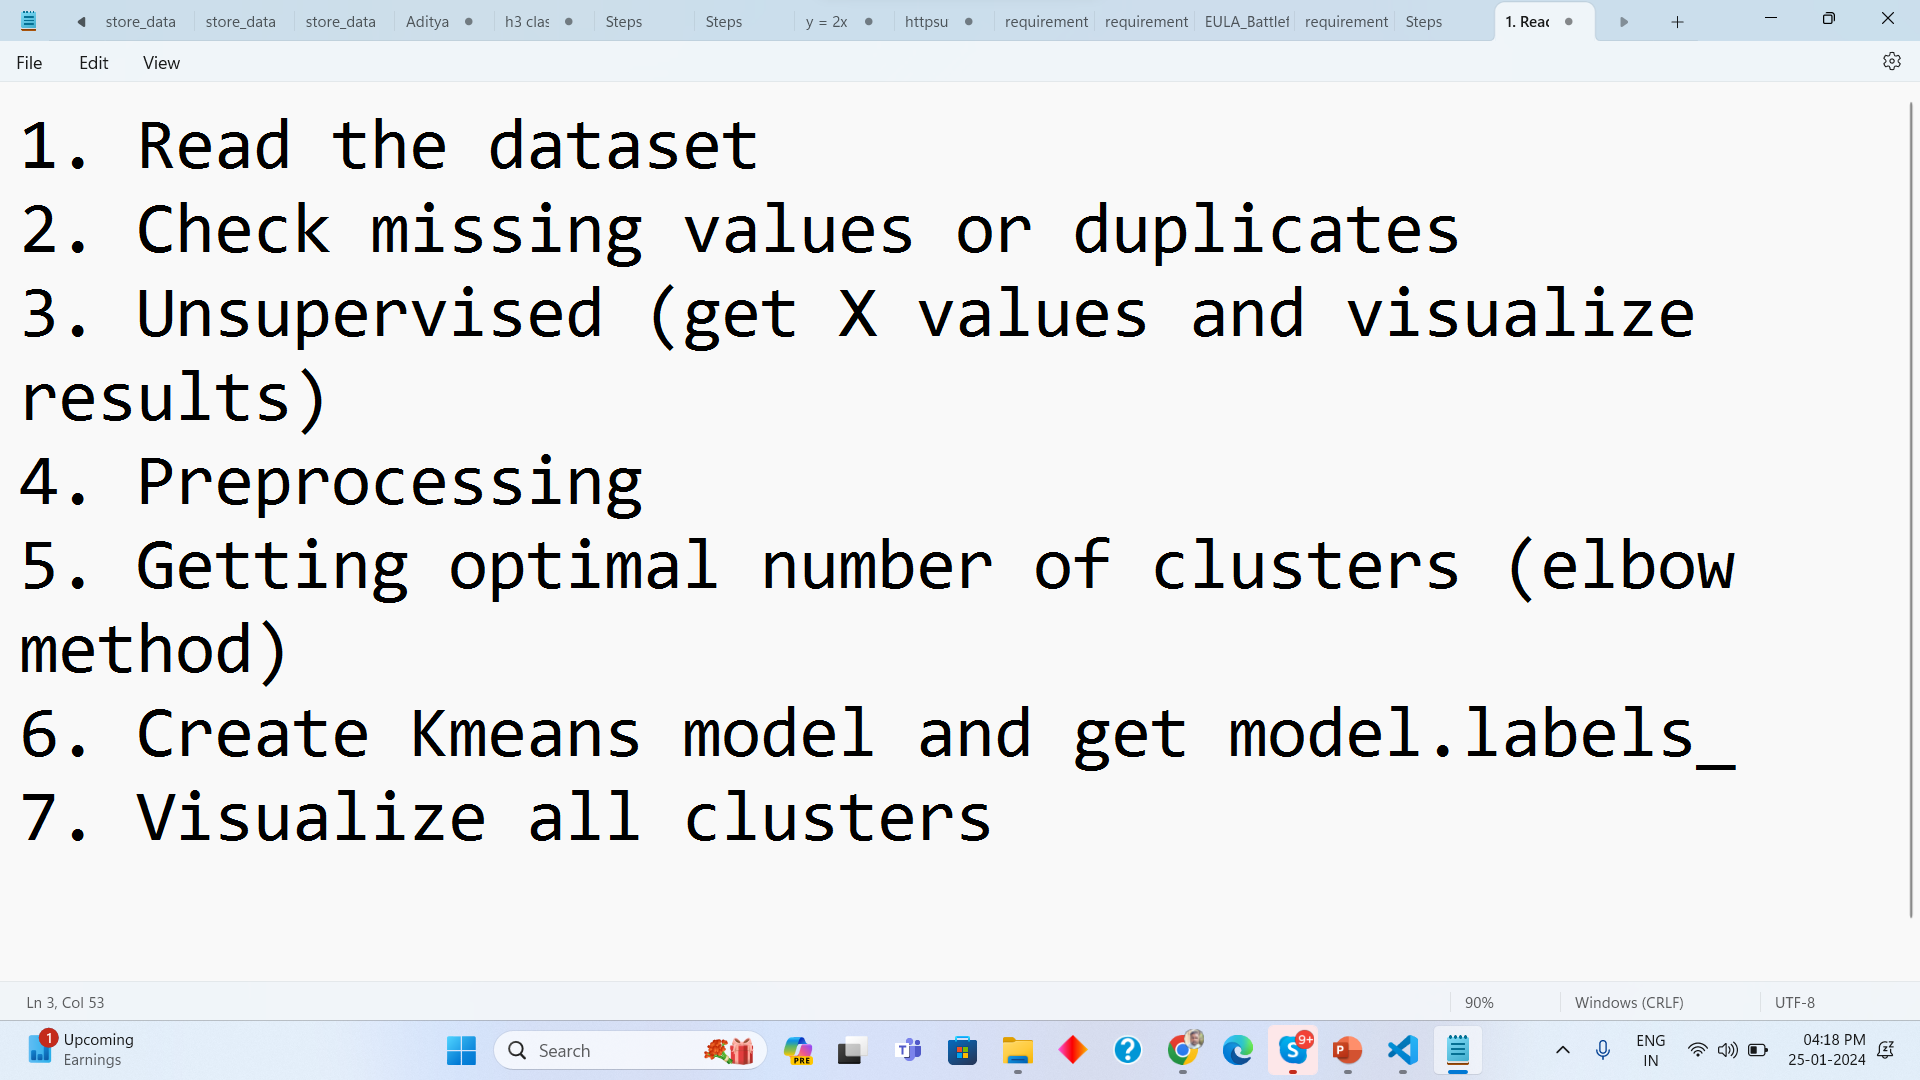 store_data store_data store_data Aditya h3 clas Steps Steps y = 2x httpsu requirement requirement EULA_Battlef requirement Steps 1. Read
File Edit View
1. Read the dataset
2. Check missing values or duplicates
3. Unsupervised (get X values and visualize
results)
4. Preprocessing
5. Getting optimal number of clusters (elbow
method)
6. Create Kmeans model and get model.labels_
7. Visualize all clusters
Ln 3, Col 53 90% Windows (CRLF) UTF-8
1 Upcoming
Earnings
Search
PRE
9+
ENG
IN
04:18 PM
25-01-2024